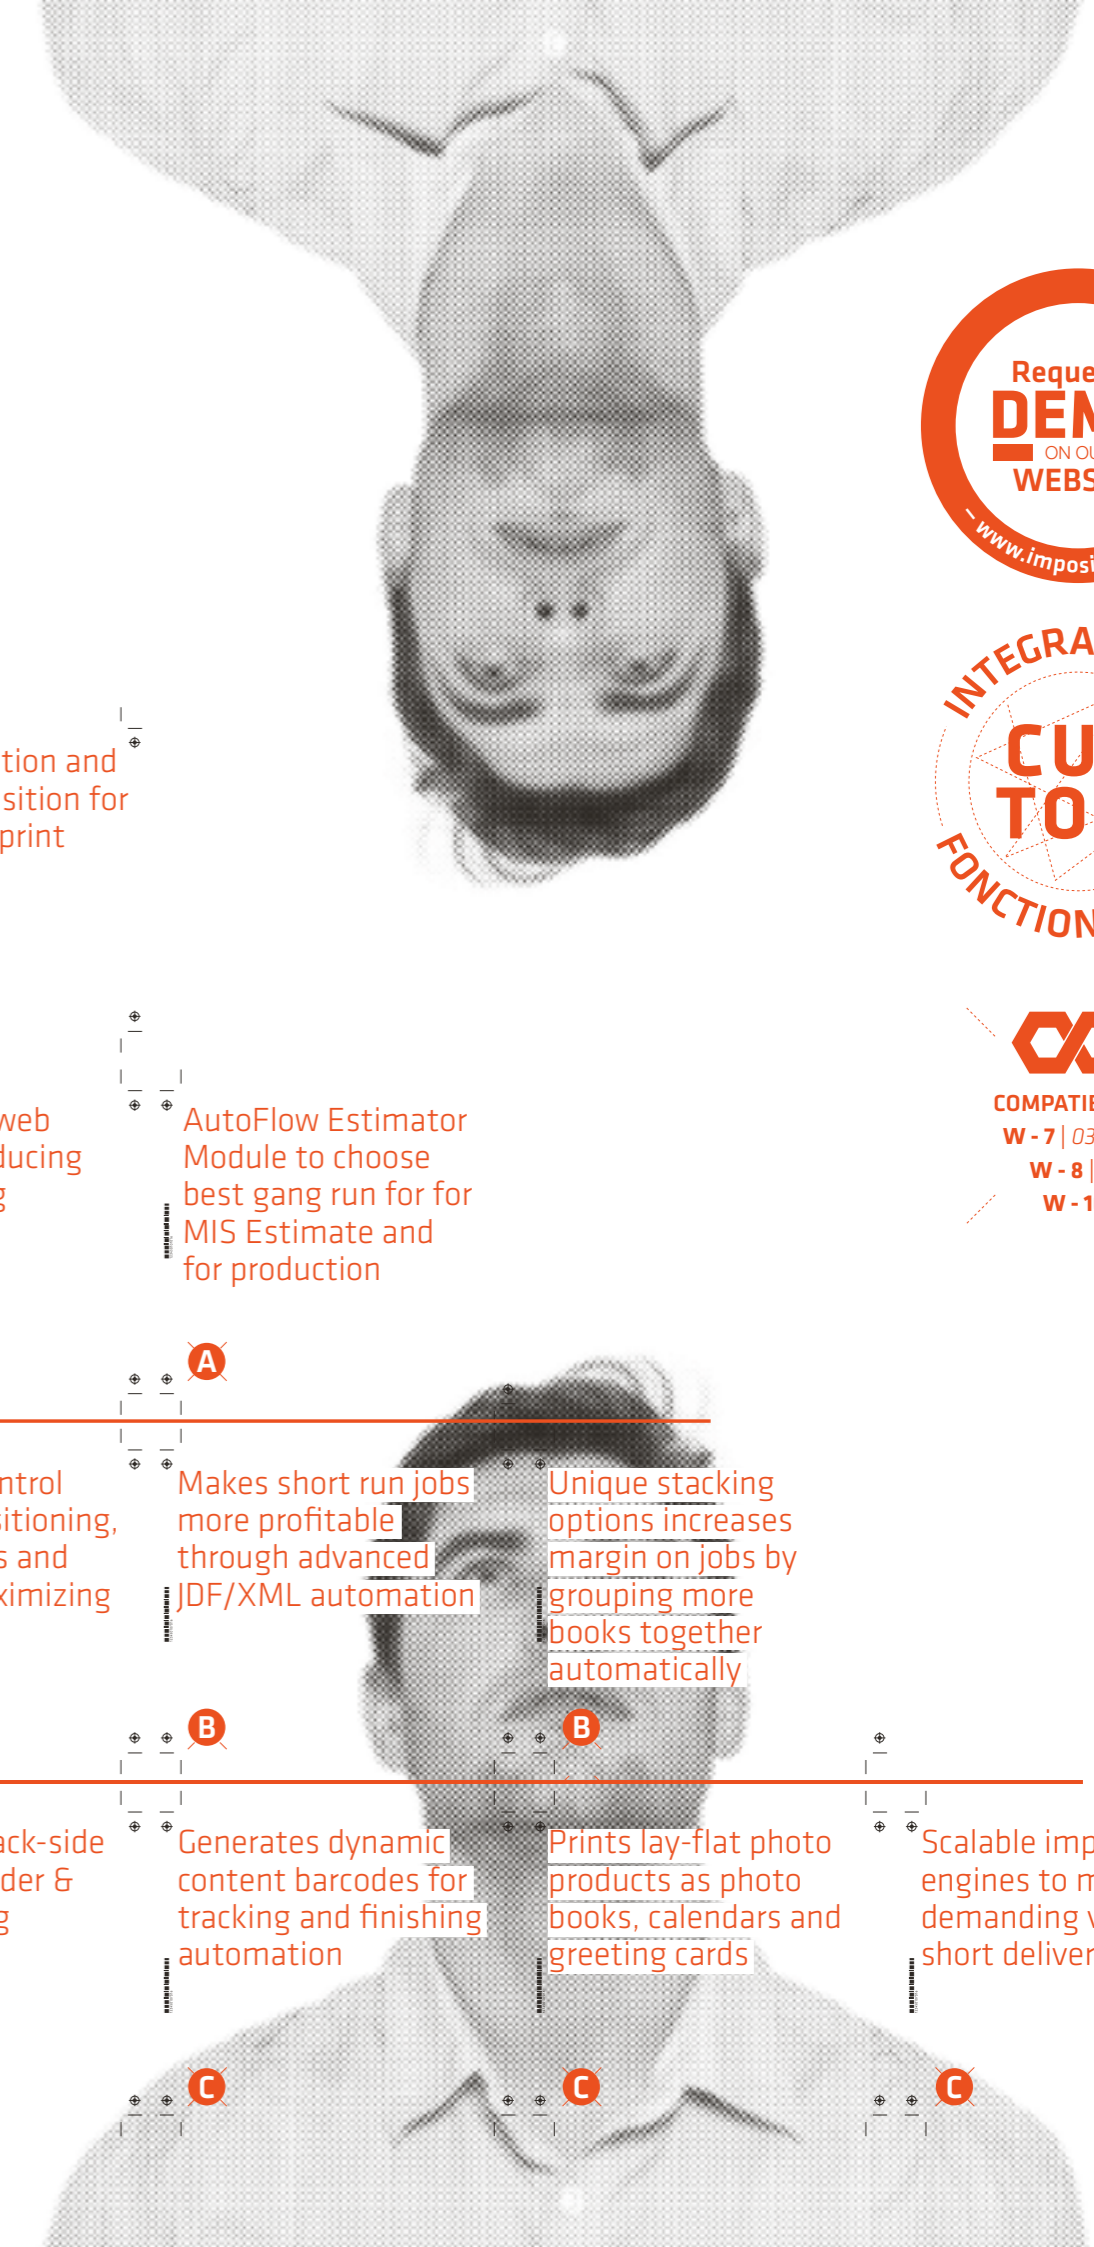 ON
WEBS
– www.imposi
INTEGRA
CU
TO
FONCTION
tion and
sition for
print
COMPATIB
W - 7 | 03
W - 8 |
W - 1
web
ducing
g
AutoFlow Estimator
Module to choose
best gang run for for
MIS Estimate and
for production
A
ntrol
sitioning,
s and
ximizing
Makes short run jobs
more profitable
through advanced
JDF/XML automation
Unique stacking
options increases
margin on jobs by
grouping more
books together
automatically
B
B
ack-side
der &
g
Generates dynamic
content barcodes for
tracking and finishing
automation
Prints lay-flat photo
products as photo
books, calendars and
greeting cards
Scalable imp
engines to m
demanding
short deliver
C
C
C